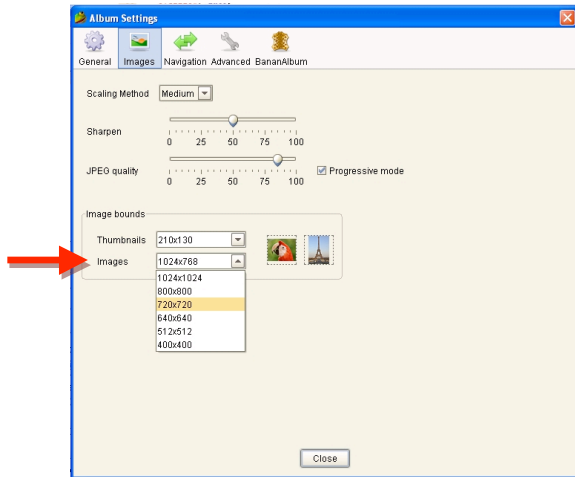 Album Settings
General Images Navigation Advanced BananAlbum
Scaling Method Medium
Sharpen
0 25 50 75 100
JPEG quality
Progressive mode
0 25 50 75 100
Image bounds
Thumbnails 210x130
Images 1024x768
1024x1024
800x800
720x720
640x640
512x512
400x400
Close